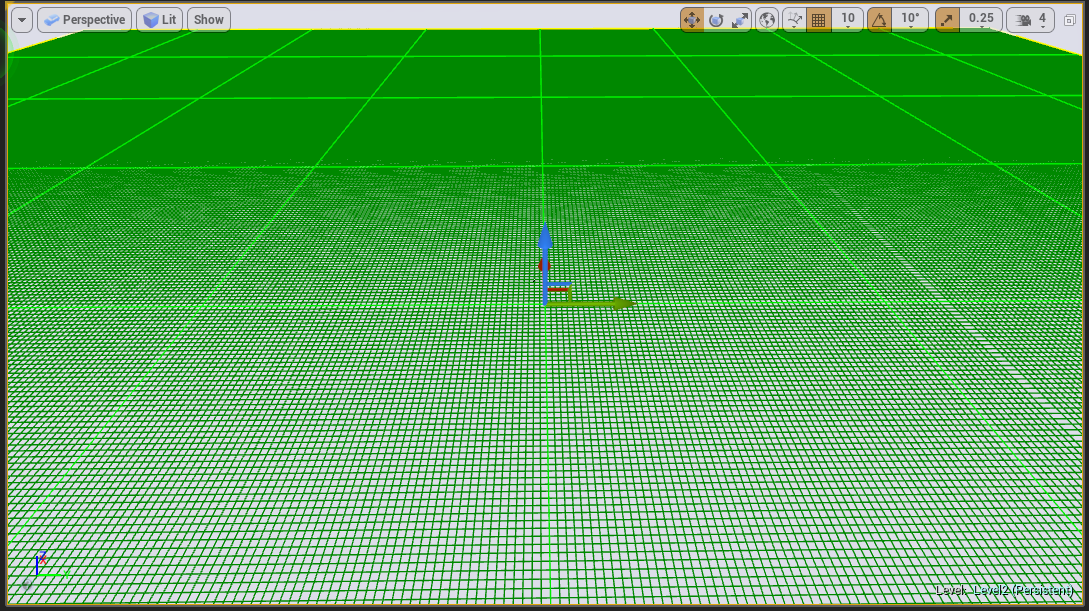 Perspective Lit Show 10 10° 0.25 4
Z
Level: Level2 (Persistent)